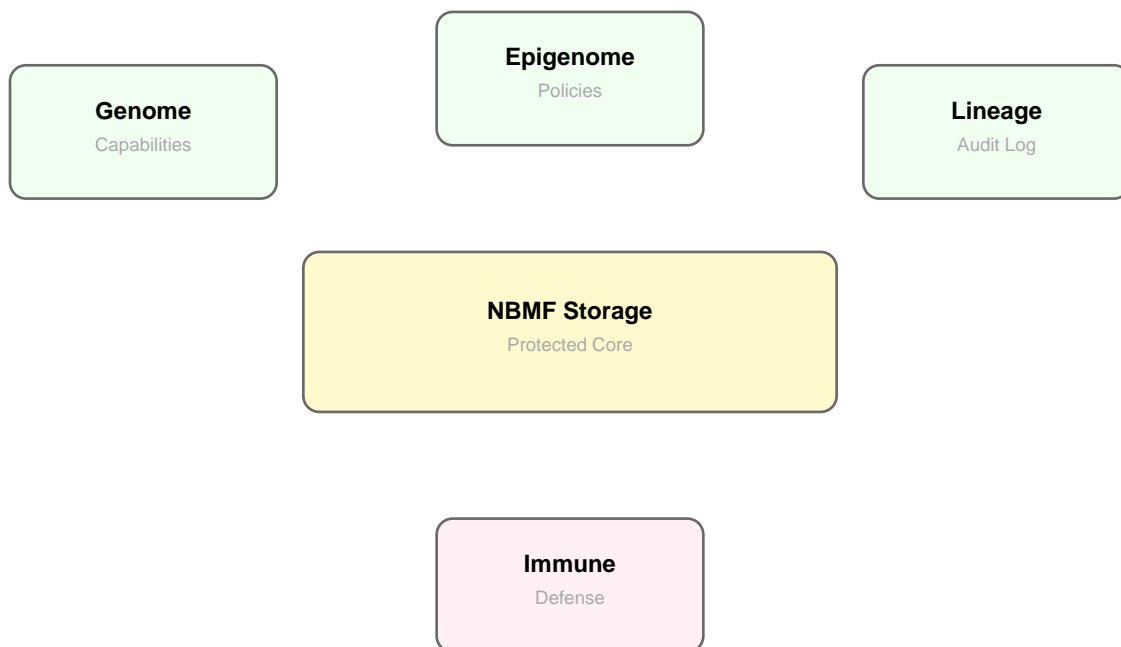 Epigenome
Policies
Genome
Capabilities
Lineage
Audit Log
NBMF Storage
Protected Core
Immune
Defense